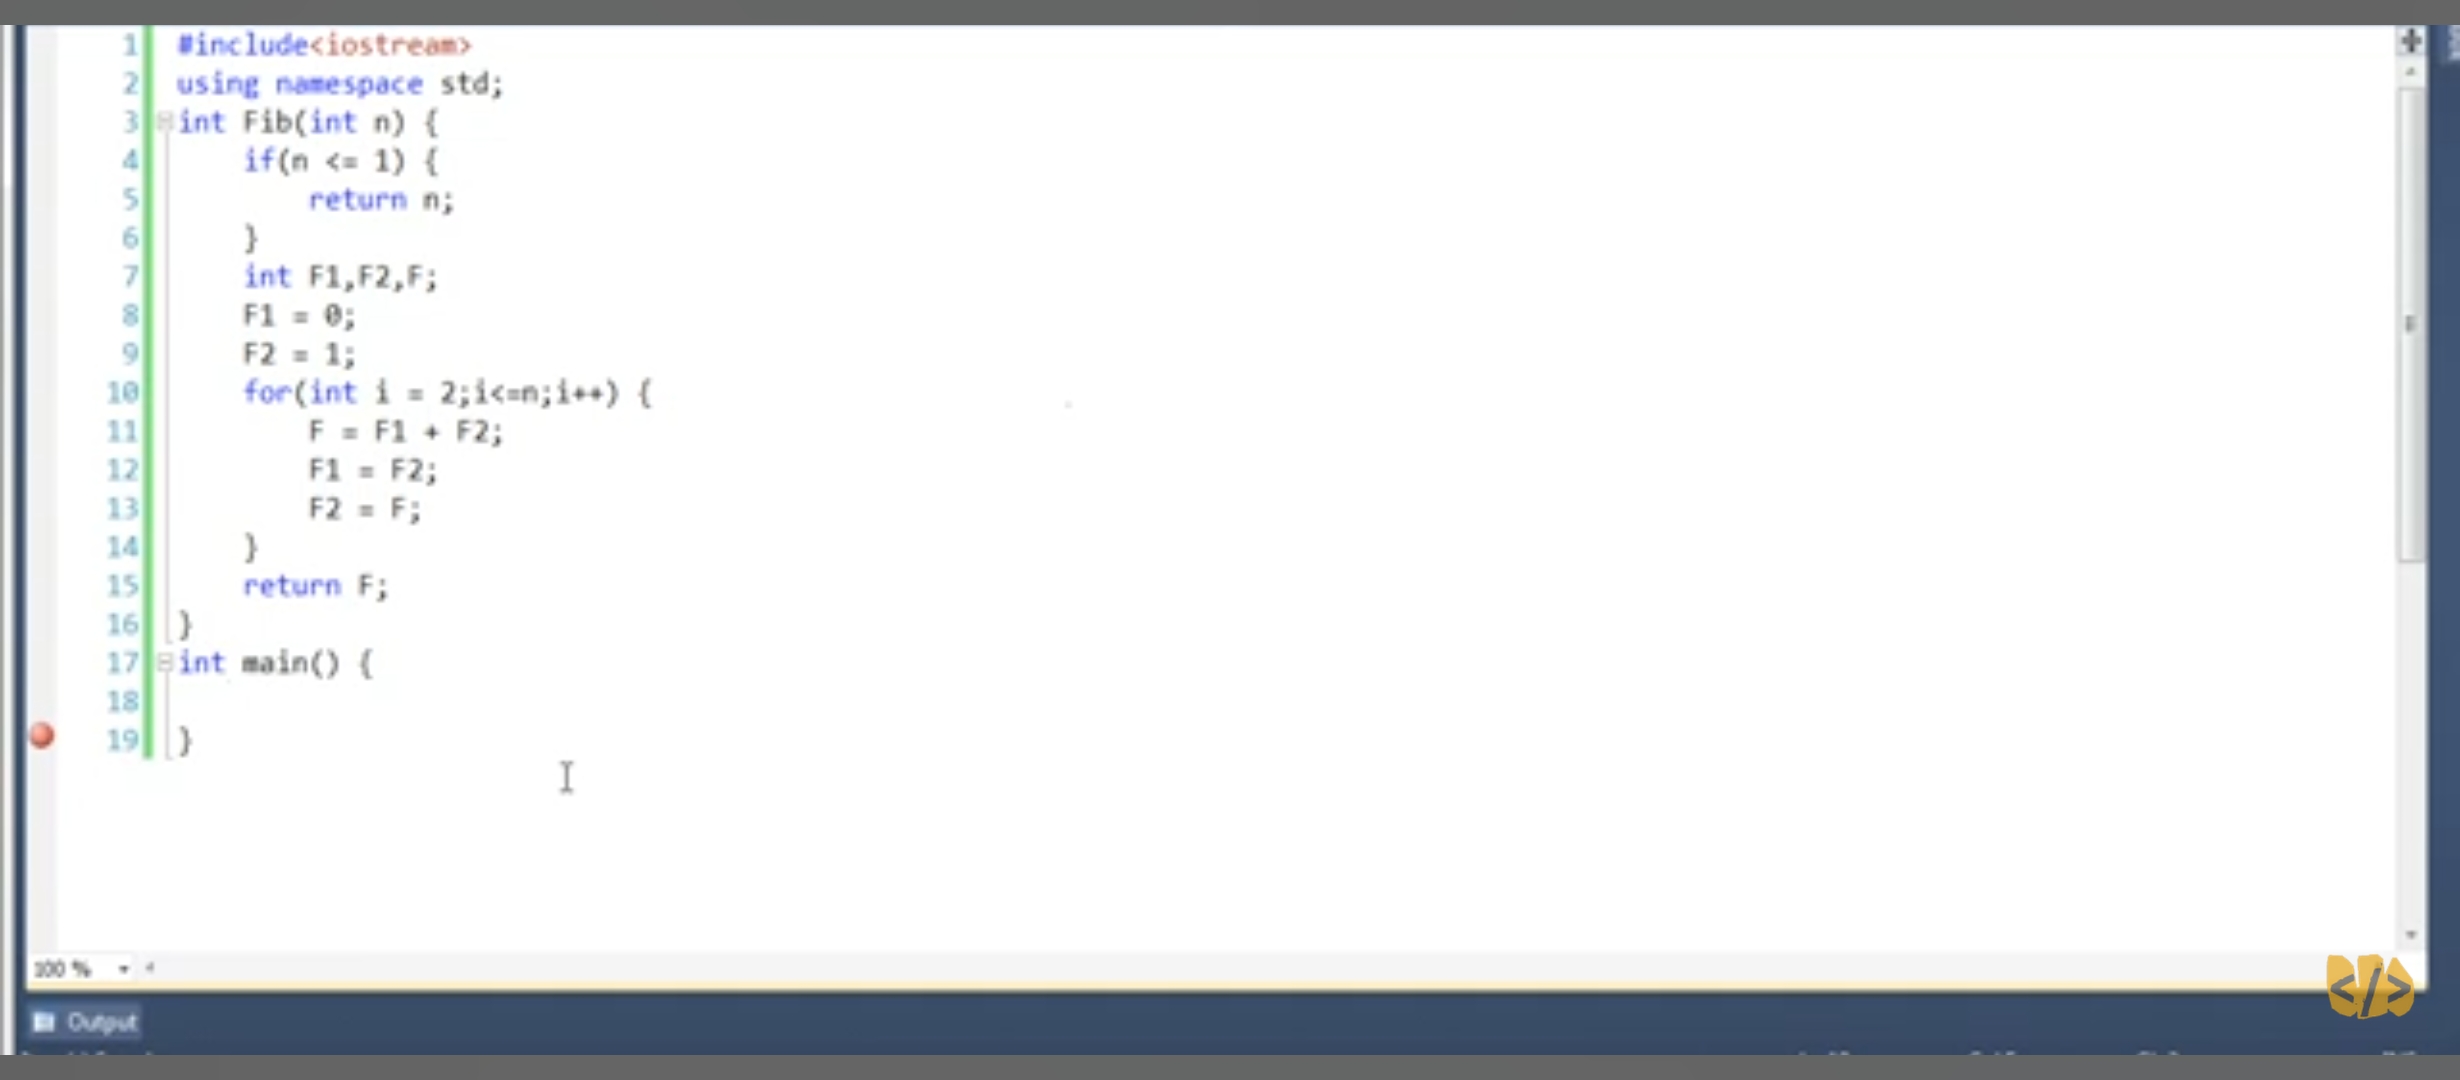 1 #include<iostream>
2 using namespace std;
3 int Fib(int n) {
4     if(n <= 1) {
5         return n;
6     }
7     int F1,F2,F;
8     F1 = 0;
9     F2 = 1;
10     for(int i = 2;i<=n;i++) {
11         F = F1 + F2;
12         F1 = F2;
13         F2 = F;
14     }
15     return F;
16 }
17 int main() {
18
19 }
100 %
Output